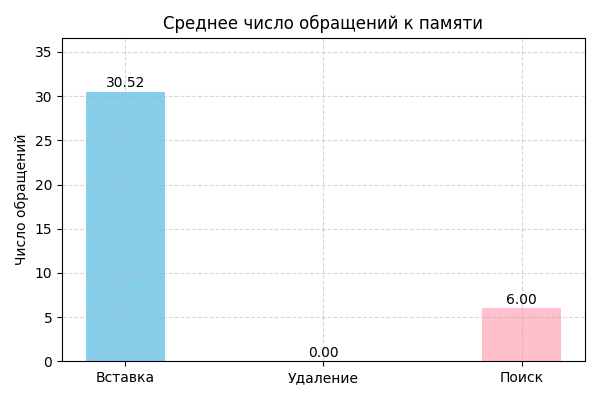 Среднее число обращений к памяти
Число обращений
35
30
25
20
15
10
5
0
30.52
0.00
6.00
Вставка
Удаление
Поиск